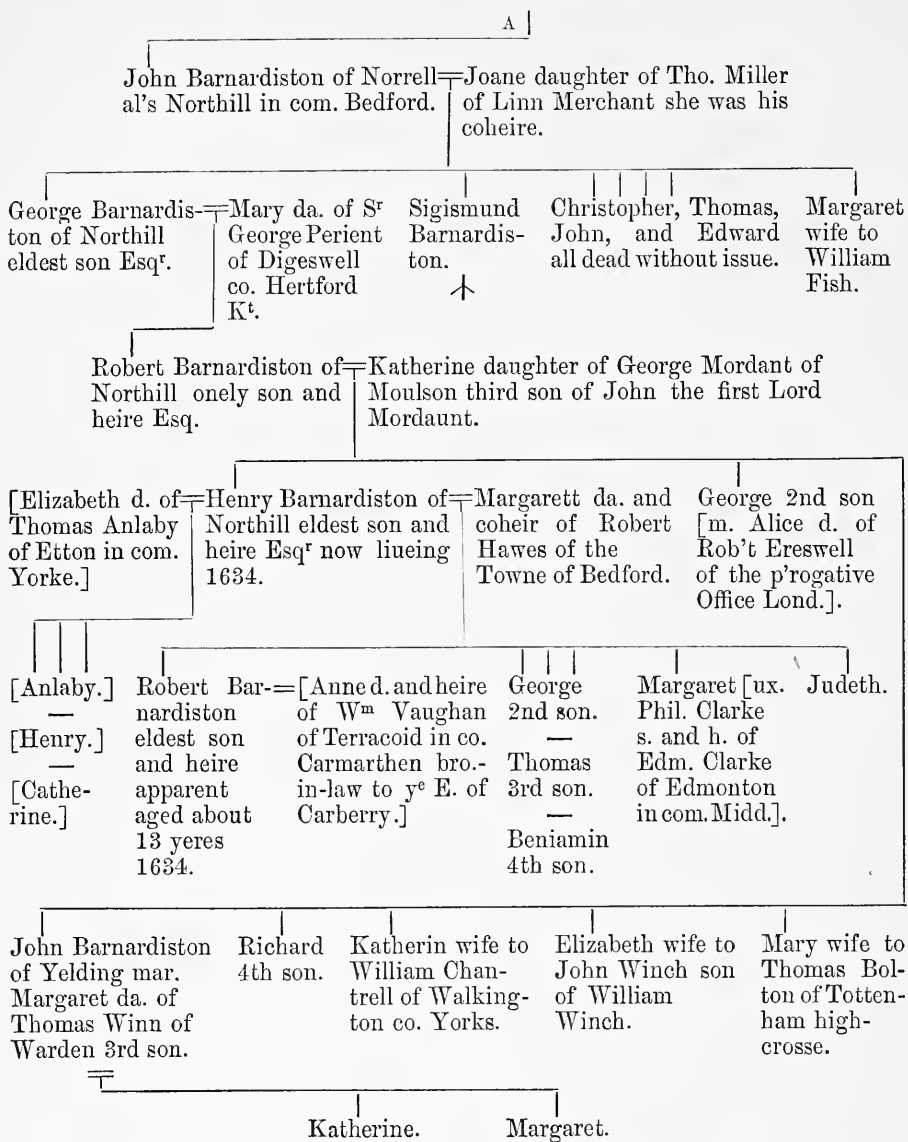 A
John Barnardiston of Norrell
al's Northill in com. Bedford.
Joane daughter of Tho. Miller
of Linn Merchant she was his
coheire.
George Barnardis-
ton of Northill
eldest son Esqr.
Mary da. of Sr
George Perient
of Digeswell
co. Hertford
Kt.
Sigismund
Barnardis-
ton.
Christopher, Thomas,
John, and Edward
all dead without issue.
Margaret
wife to
William
Fish.
Robert Barnardiston of
Northill onely son and
heire Esq.
Katherine daughter of George Mordant of
Moulson third son of John the first Lord
Mordaunt.
[Elizabeth d. of
Thomas Anlaby
of Etton in com.
Yorke.]
Henry Barnardiston of
Northill eldest son and
heire Esqr now liueing
1634.
Margarett da. and
coheir of Robert
Hawes of the
Towne of Bedford.
George 2nd son
[m. Alice d. of
Rob't Ereswell
of the p'rogative
Office Lond.].
[Anlaby.]
—
[Henry.]
—
[Cathe-
rine.]
Robert Bar-
nardiston
eldest son
and heire
apparent
aged about
13 yeres
1634.
[Anne d. and heire
of Wm Vaughan
of Terracoid in co.
Carmarthen bro.-
in-law to ye E. of
Carberry.]
George
2nd son.
—
Thomas
3rd son.
—
Beniamin
4th son.
Margaret [ux.
Phil. Clarke
s. and h. of
Edm. Clarke
of Edmonton
in com. Midd.].
Judeth.
John Barnardiston
of Yelding mar.
Margaret da. of
Thomas Winn of
Warden 3rd son.
Richard
4th son.
Katherin wife to
William Chan-
trell of Walking-
ton co. Yorks.
Elizabeth wife to
John Winch son
of William
Winch.
Mary wife to
Thomas Bol-
ton of Totten-
ham high-
crosse.
Katherine.
Margaret.